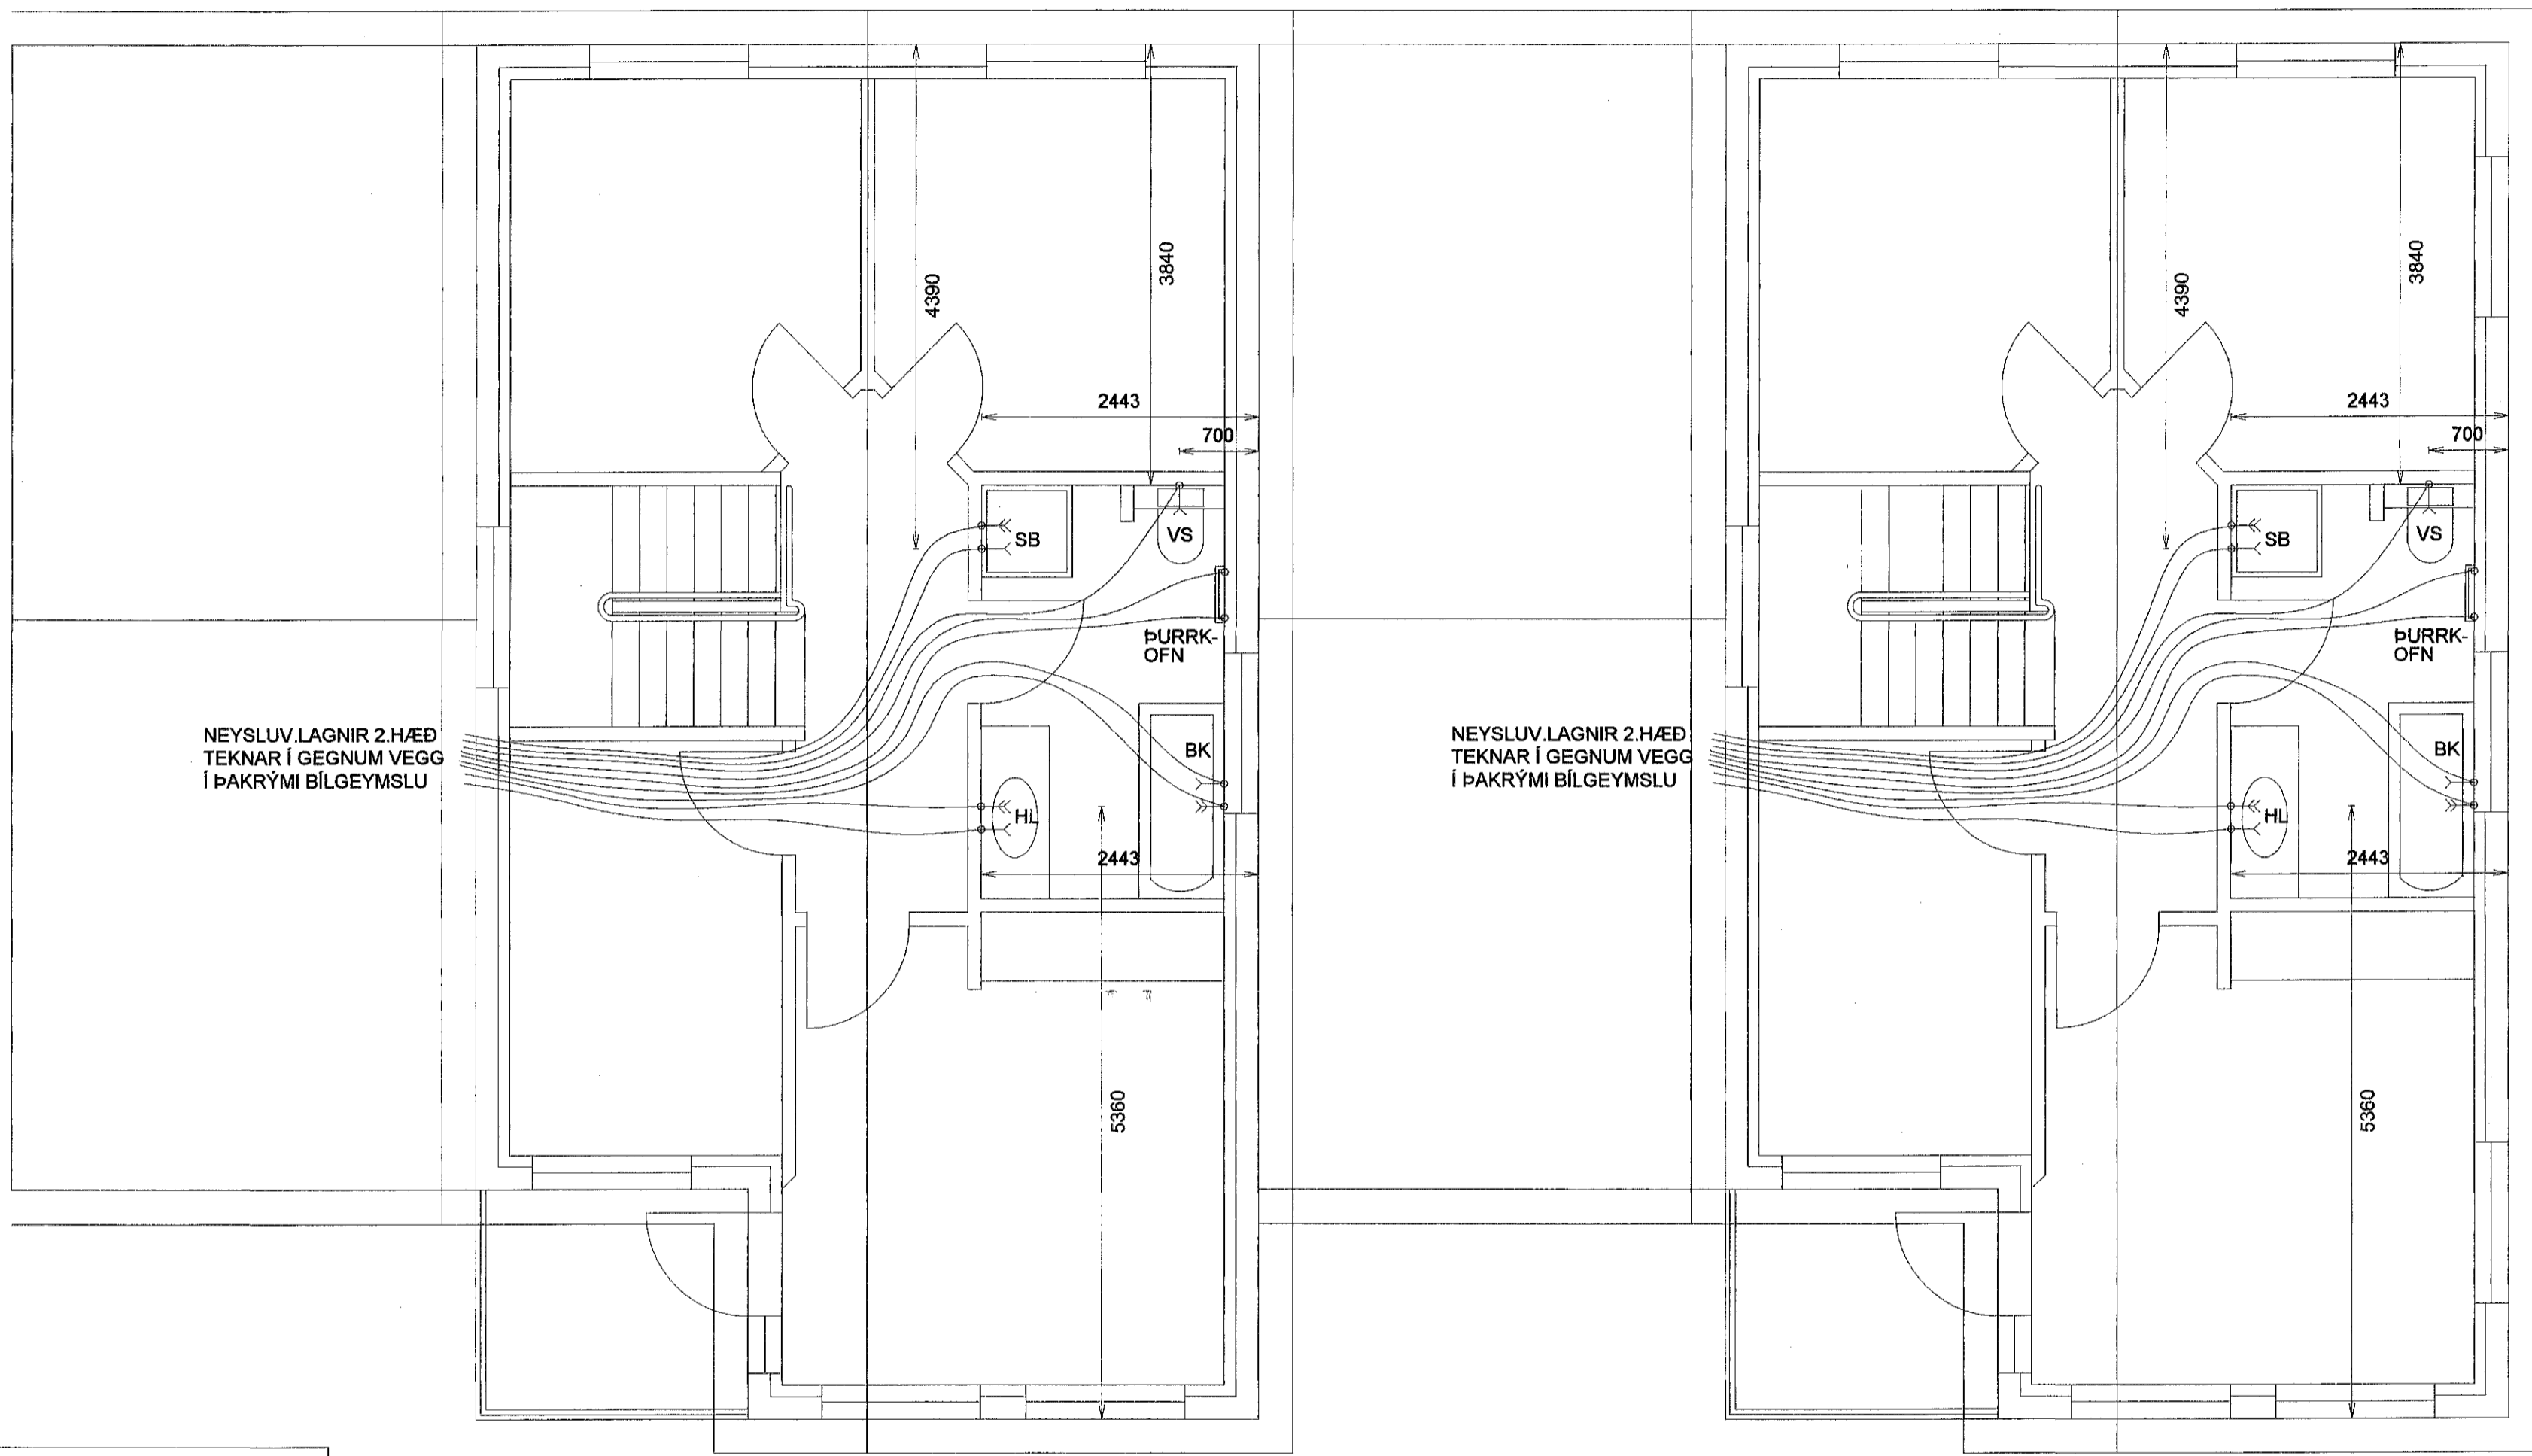 4390
3840
2443
700
SB
VS
ÞURRK-
OFN
NEYSLUV.LAGNIR 2.HÆÐ
TEKNAR Í GEGNUM VEGG
Í ÞAKRÝMI BÍLGEYMSLU
BK
HL
2443
5360
4390
3840
2443
700
SB
VS
ÞURRK-
OFN
NEYSLUV.LAGNIR 2.HÆÐ
TEKNAR Í GEGNUM VEGG
Í ÞAKRÝMI BÍLGEYMSLU
BK
HL
2443
5360